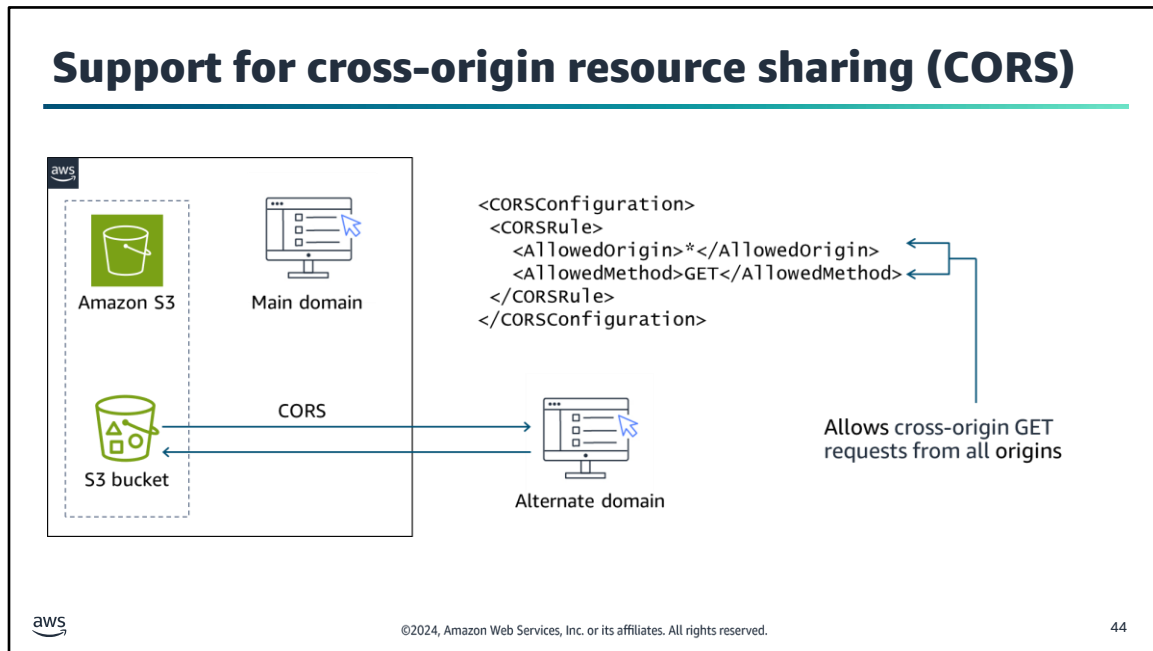 Support for cross-origin resource sharing (CORS)
aws
Amazon S3
Main domain
<CORSConfiguration>
<CORSRule>
<AllowedOrigin>*</AllowedOrigin>
<AllowedMethod>GET</AllowedMethod>
</CORSRule>
</CORSConfiguration>
CORS
S3 bucket
Alternate domain
Allows cross-origin GET
requests from all origins
aws
©2024, Amazon Web Services, Inc. or its affiliates. All rights reserved.
44